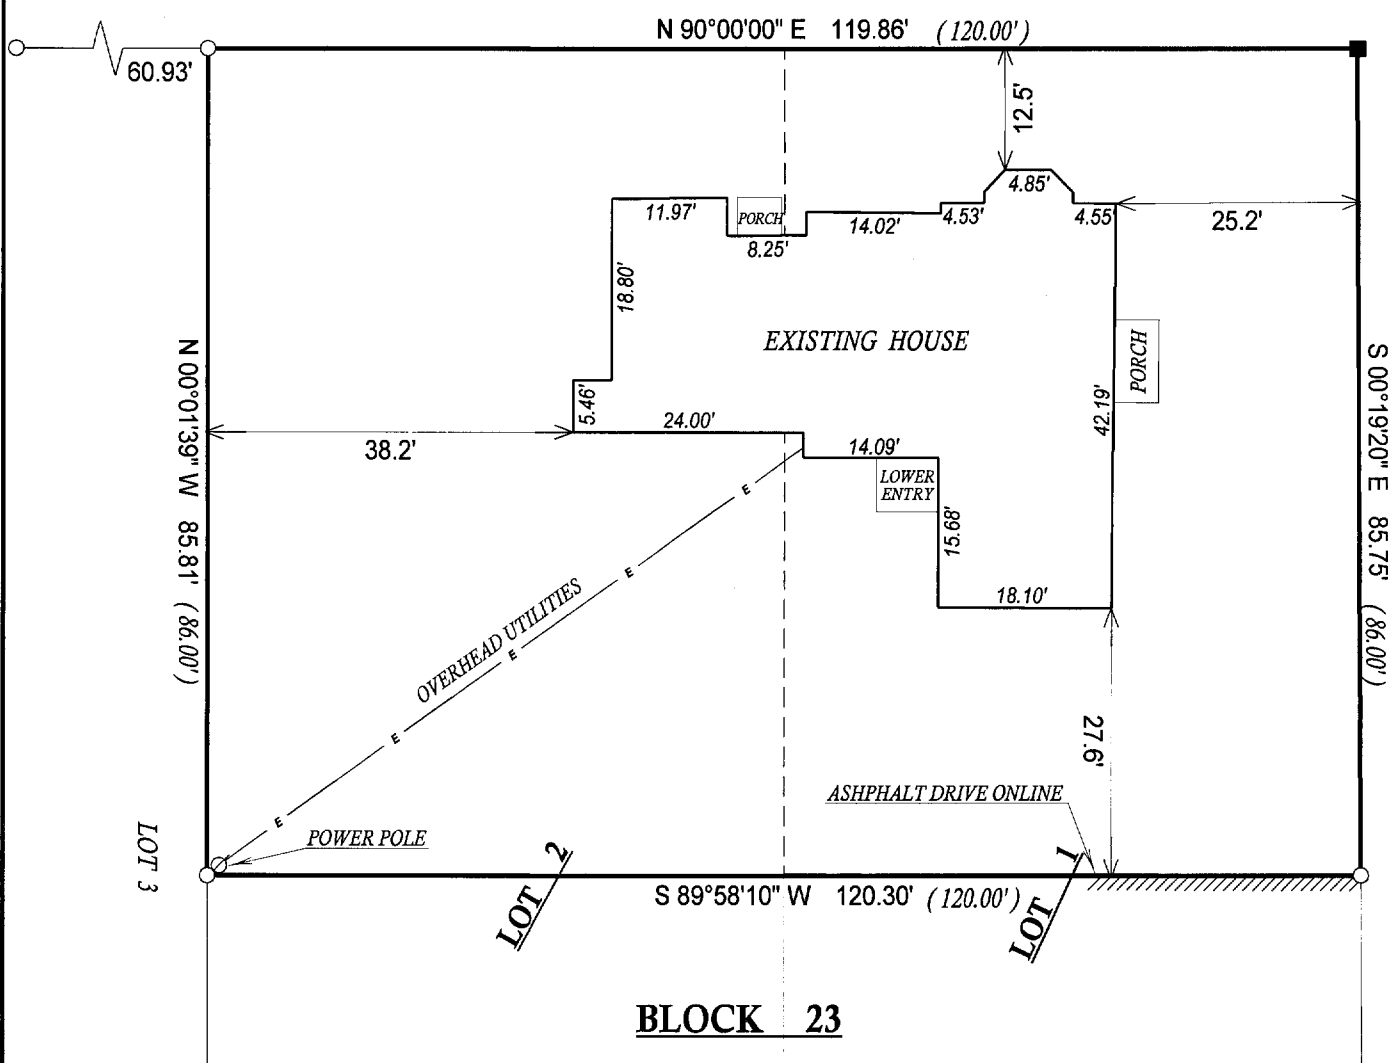 N 90°00'00" E 119.86' (120.00')
60.93'
12.5'
4.85'
11.97'
PORCH
14.02'
4.53'
4.55'
25.2'
8.25'
18.80'
EXISTING HOUSE
PORCH
N 00°01'39" W 85.81' (86.00')
S 00°19'20" E 85.75' (86.00')
5.46'
24.00'
42.19'
38.2'
14.09'
LOWER
ENTRY
E
15.68'
E
18.10'
OVERHEAD UTILITIES
E
E
27.6'
ASHPHALT DRIVE ONLINE
E
POWER POLE
LOT 3
LOT 2
S 89°58'10" W 120.30' (120.00')
LOT 1
BLOCK 23